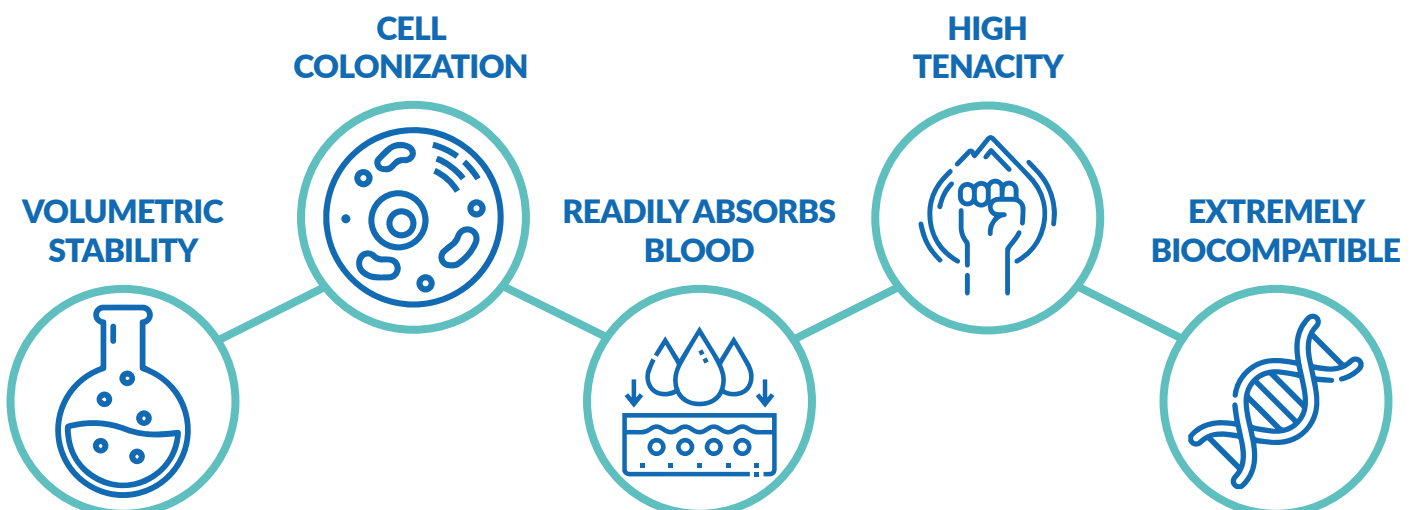 CELL
COLONIZATION
HIGH
TENACITY
VOLUMETRIC
STABILITY
READILY ABSORBS
BLOOD
EXTREMELY
BIOCOMPATIBLE